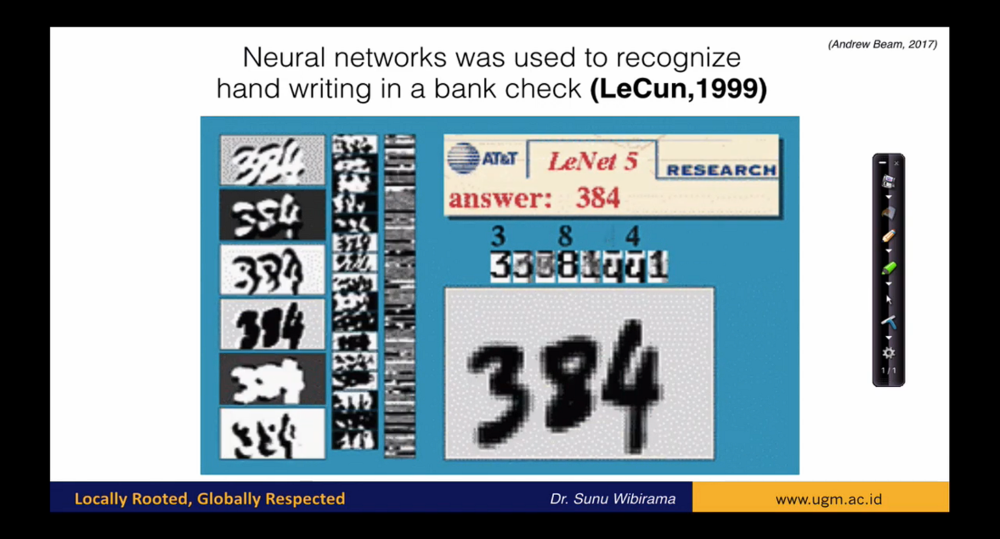 (Andrew Beam, 2017)
Neural networks was used to recognize
hand writing in a bank check (LeCun,1999)
AT&T LeNet 5 RESEARCH
answer: 384
3 8 4
384
Locally Rooted, Globally Respected Dr. Sunu Wibirama www.ugm.ac.id
1/1